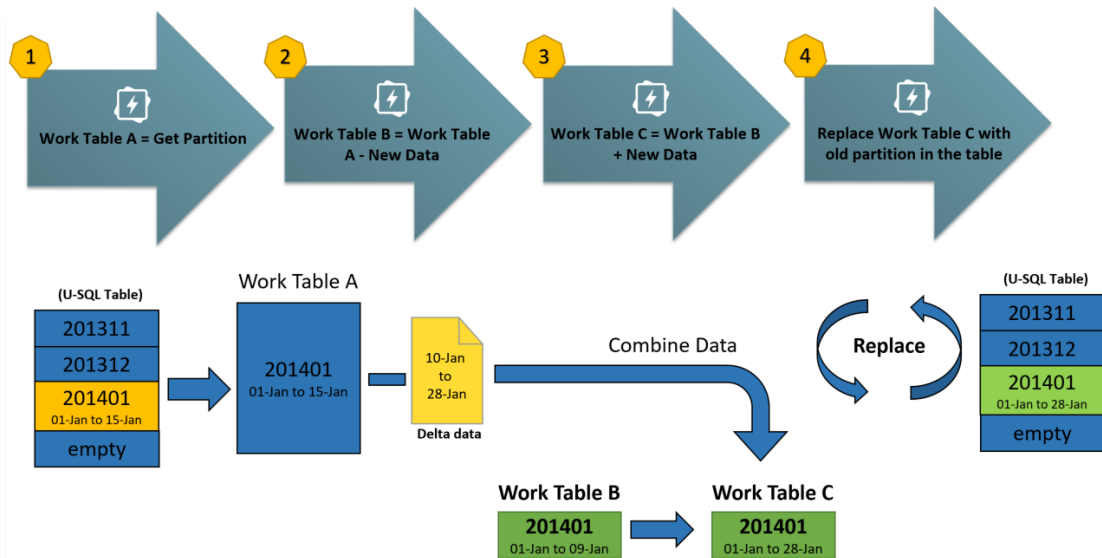 1
Work Table A = Get Partition
2
Work Table B = Work Table
A - New Data
3
Work Table C = Work Table B
+ New Data
4
Replace Work Table C with
old partition in the table
(U-SQL Table)
201311
201312
201401
01-Jan to 15-Jan
empty
Work Table A
201401
01-Jan to 15-Jan
10-Jan
to
28-Jan
Delta data
Combine Data
Work Table B
201401
01-Jan to 09-Jan
Work Table C
201401
01-Jan to 28-Jan
Replace
(U-SQL Table)
201311
201312
201401
01-Jan to 28-Jan
empty